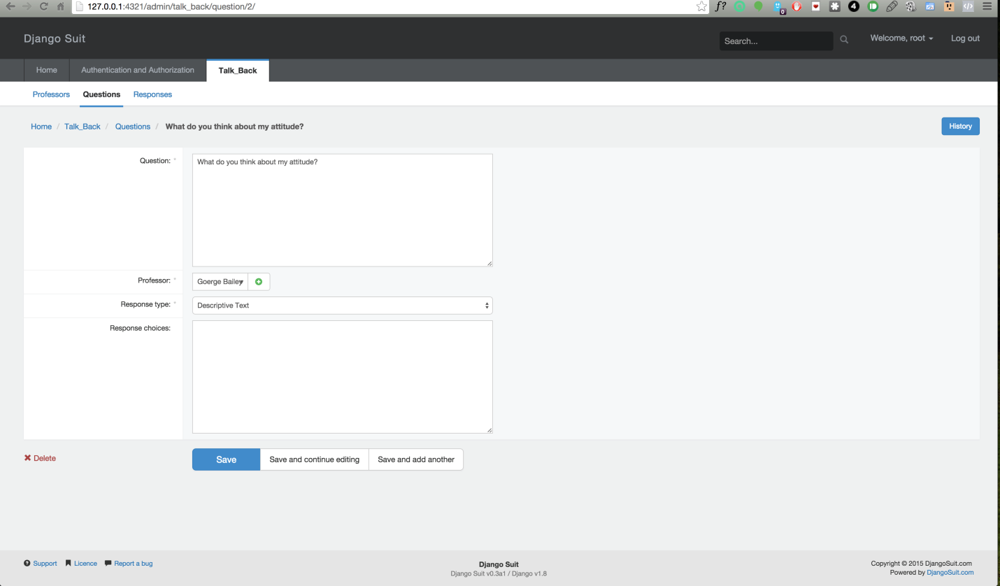 127.0.0.1:4321/admin/talk_back/question/2/
f?
0
4
Django Suit
Search...
Welcome, root
Log out
Home
Authentication and Authorization
Talk_Back
Professors
Questions
Responses
Home / Talk_Back / Questions / What do you think about my attitude?
History
Question: *
What do you think about my attitude?
Professor: *
Goerge Bailey
Response type: *
Descriptive Text
Response choices:
Delete
Save
Save and continue editing
Save and add another
Support
Licence
Report a bug
Django Suit
Django Suit v0.3a1 / Django v1.8
Copyright © 2015 DjangoSuit.com
Powered by DjangoSuit.com